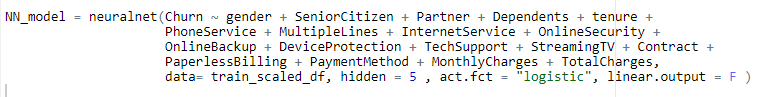 NN_model = neuralnet(Churn ~ gender + SeniorCitizen + Partner + Dependents + tenure +
PhoneService + MultipleLines + InternetService + OnlineSecurity +
OnlineBackup + DeviceProtection + TechSupport + StreamingTV + Contract +
PaperlessBilling + PaymentMethod + MonthlyCharges + TotalCharges,
data= train_scaled_df, hidden = 5 , act.fct = "logistic", linear.output = F )